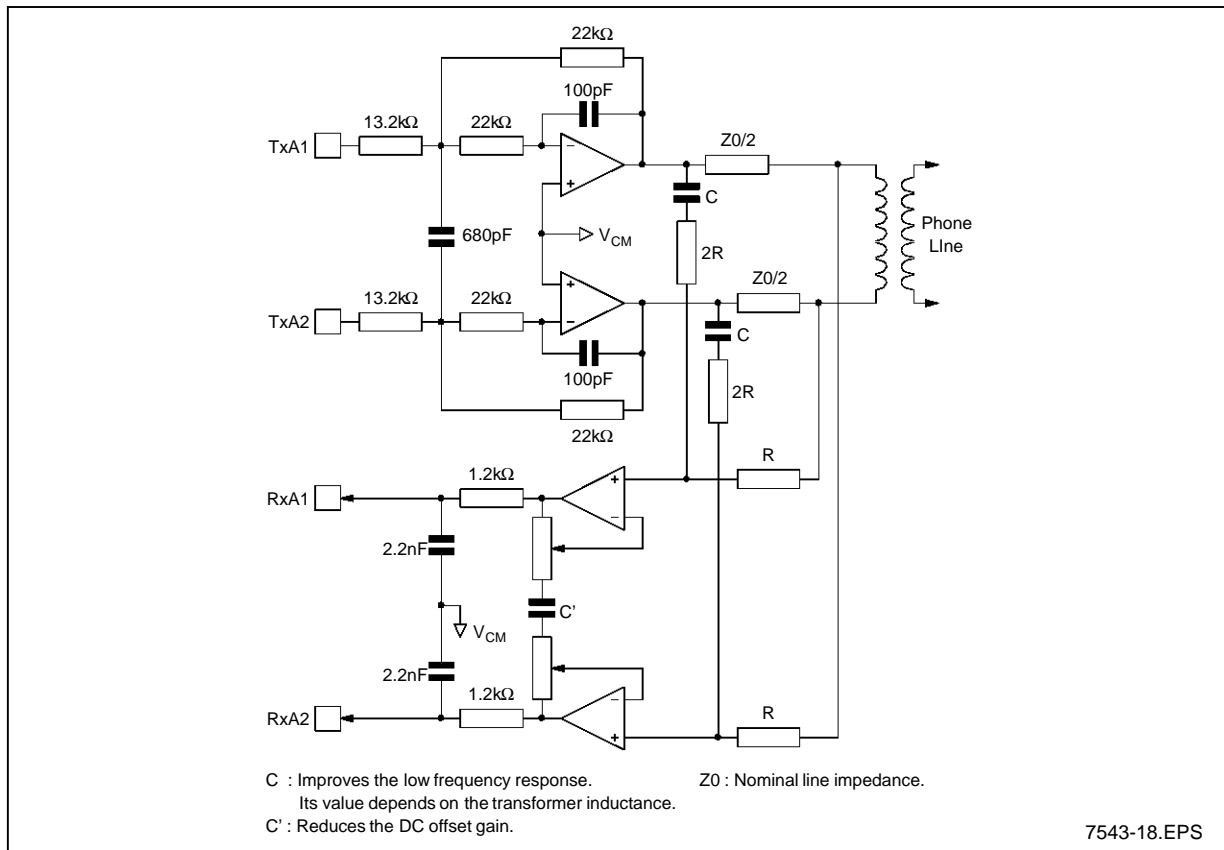 22kΩ
100pF
13.2kΩ
22kΩ
TxA1
−
+
Z0/2
C
680pF
VCM
2R
Phone
LIne
13.2kΩ
22kΩ
+
−
Z0/2
TxA2
C
100pF
2R
22kΩ
R
1.2kΩ
+
−
RxA1
2.2nF
C'
VCM
2.2nF
1.2kΩ
−
+
R
RxA2
C : Improves the low frequency response.
Its value depends on the transformer inductance.
C' : Reduces the DC offset gain.
Z0 : Nominal line impedance.
7543-18.EPS